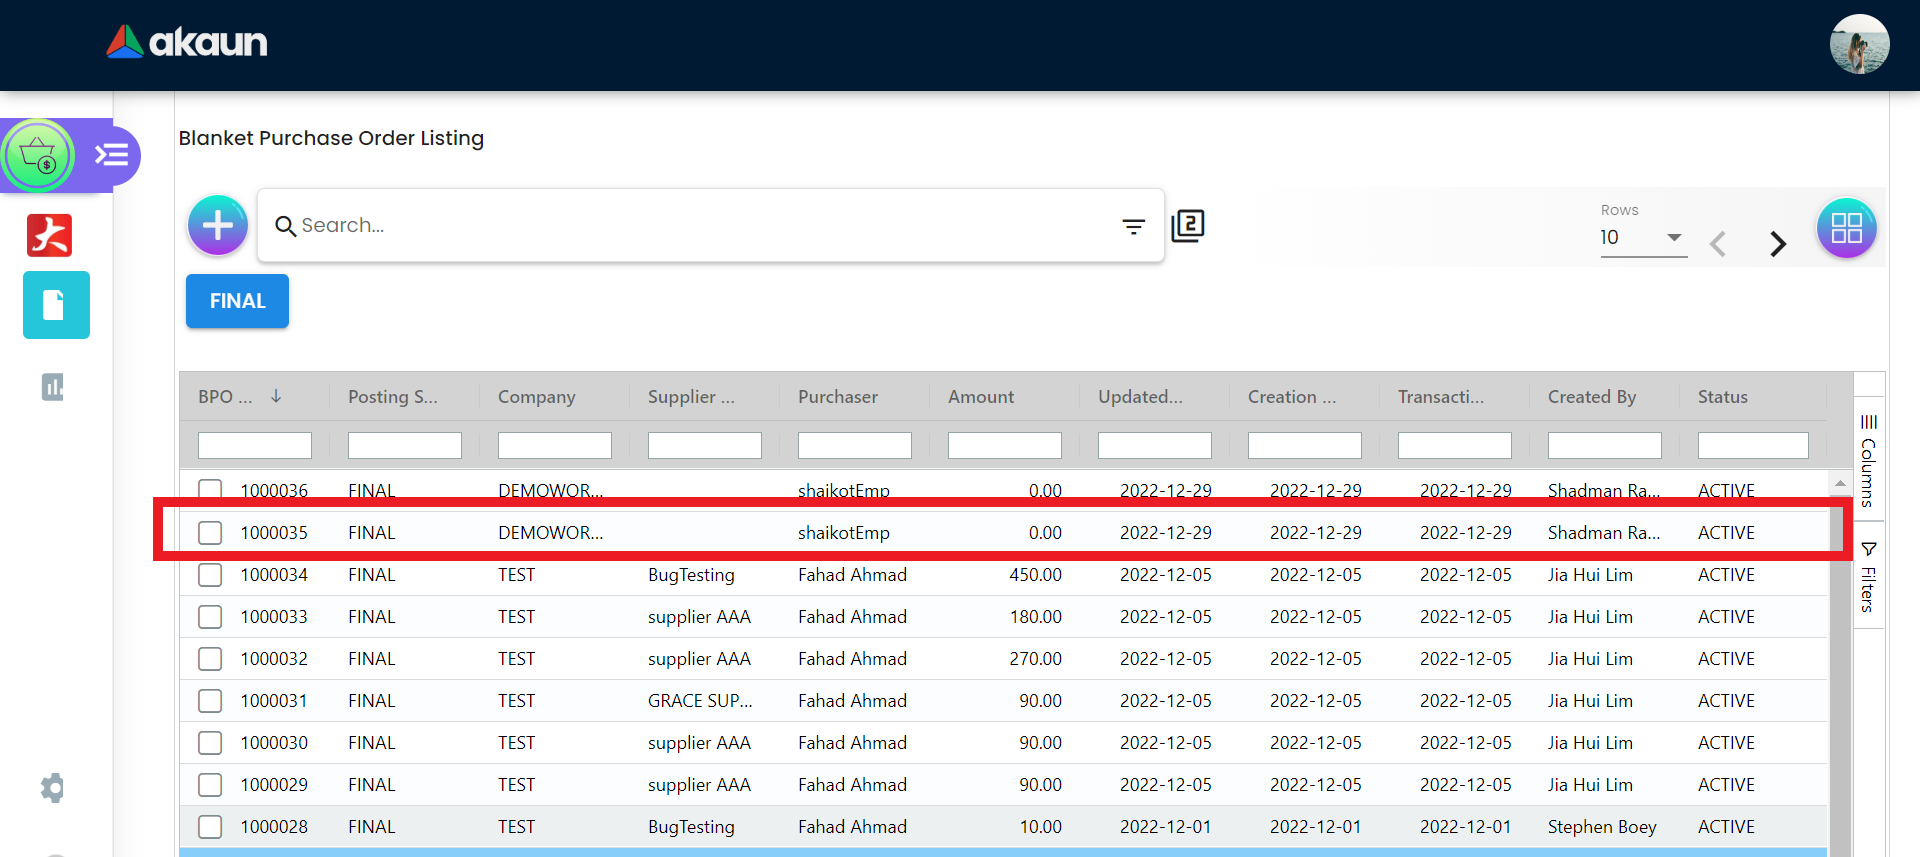 akaun
Blanket Purchase Order Listing
Search...
2
Rows
10
$
大
FINAL
BPO ... Posting S... Company Supplier ... Purchaser Amount Updated... Creation ... Transacti... Created By Status
Columns
Filters
1000036 FINAL DEMOWOR... shaikotEmp 0.00 2022-12-29 2022-12-29 2022-12-29 Shadman Ra... ACTIVE
1000035 FINAL DEMOWOR... shaikotEmp 0.00 2022-12-29 2022-12-29 2022-12-29 Shadman Ra... ACTIVE
1000034 FINAL TEST BugTesting Fahad Ahmad 450.00 2022-12-05 2022-12-05 2022-12-05 Jia Hui Lim ACTIVE
1000033 FINAL TEST supplier AAA Fahad Ahmad 180.00 2022-12-05 2022-12-05 2022-12-05 Jia Hui Lim ACTIVE
1000032 FINAL TEST supplier AAA Fahad Ahmad 270.00 2022-12-05 2022-12-05 2022-12-05 Jia Hui Lim ACTIVE
1000031 FINAL TEST GRACE SUP... Fahad Ahmad 90.00 2022-12-05 2022-12-05 2022-12-05 Jia Hui Lim ACTIVE
1000030 FINAL TEST supplier AAA Fahad Ahmad 90.00 2022-12-05 2022-12-05 2022-12-05 Jia Hui Lim ACTIVE
1000029 FINAL TEST supplier AAA Fahad Ahmad 90.00 2022-12-05 2022-12-05 2022-12-05 Jia Hui Lim ACTIVE
1000028 FINAL TEST BugTesting Fahad Ahmad 10.00 2022-12-01 2022-12-01 2022-12-01 Stephen Boey ACTIVE